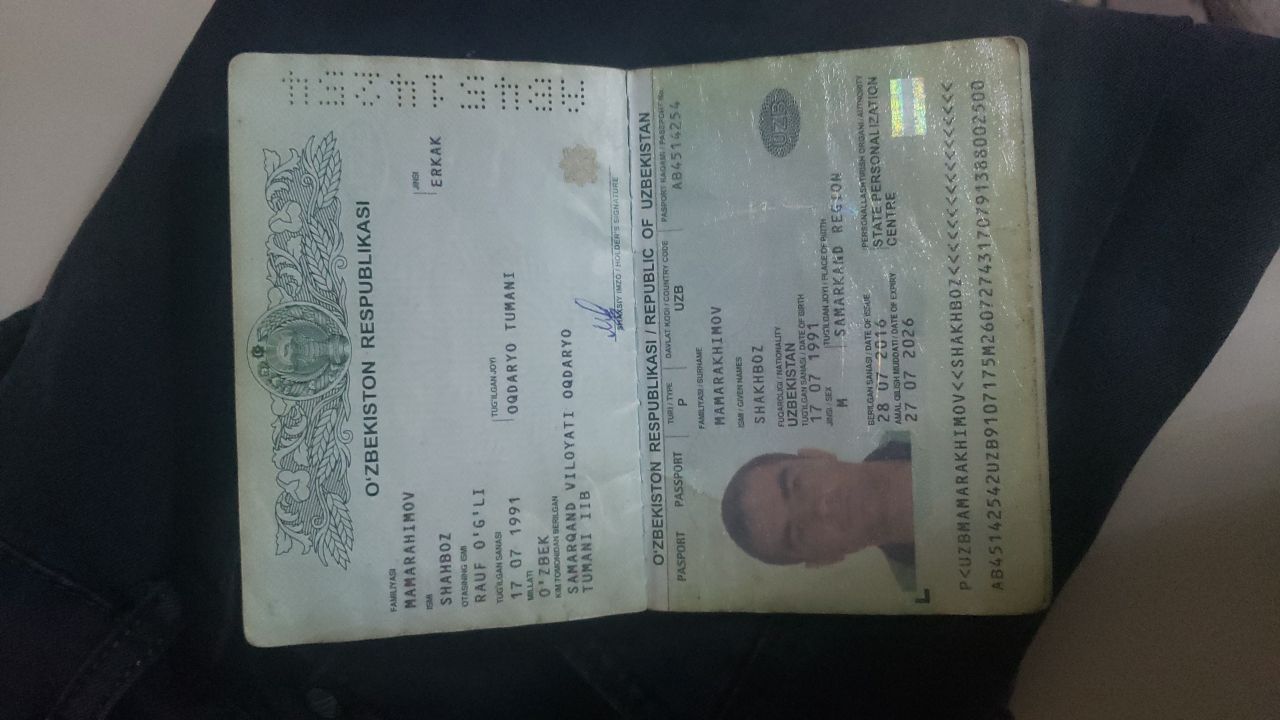 O'ZBEKISTON RESPUBLIKASI
FAMILIYASI
MAMARAHIMOV
ISMI
SHAHBOZ
JINSI
ERKAK
OTASINING ISMI
RAUF O'G'LI
TUG'ILGAN SANASI
17 07 1991
TUG'ILGAN JOYI
OQDARYO TUMANI
MILLATI
O'ZBEK
KIM TOMONIDAN BERILGAN
SAMARQAND VILOYATI OQDARYO
TUMANI IIB
SHAXSIY IMZO / HOLDER'S SIGNATURE
O'ZBEKISTON RESPUBLIKASI / REPUBLIC OF UZBEKISTAN
PASPORT PASSPORT
TURI / TYPE
P
DAVLAT KODI / COUNTRY CODE
UZB
PASPORT RAQAMI / PASSPORT No.
AB4514254
FAMILIYASI / SURNAME
MAMARAKHIMOV
ISMI / GIVEN NAMES
SHAKHBOZ
FUQAROLIGI / NATIONALITY
UZBEKISTAN
TUG'ILGAN SANASI / DATE OF BIRTH
17 07 1991
JINSI / SEX
M
TUG'ILGAN JOYI / PLACE OF BIRTH
SAMARKAND REGION
BERILGAN SANASI / DATE OF ISSUE
28 07 2016
AMAL QILISH MUDDATI / DATE OF EXPIRY
27 07 2026
PERSONALLASHTIRISH ORGANI / AUTHORITY
STATE PERSONALIZATION
CENTRE
UZB
P<UZBMAMARAKHIMOV<<SHAKHBOZ<<<<<<<<<<<<<<<<<
AB45142542UZB9107175M26072743170791388002500